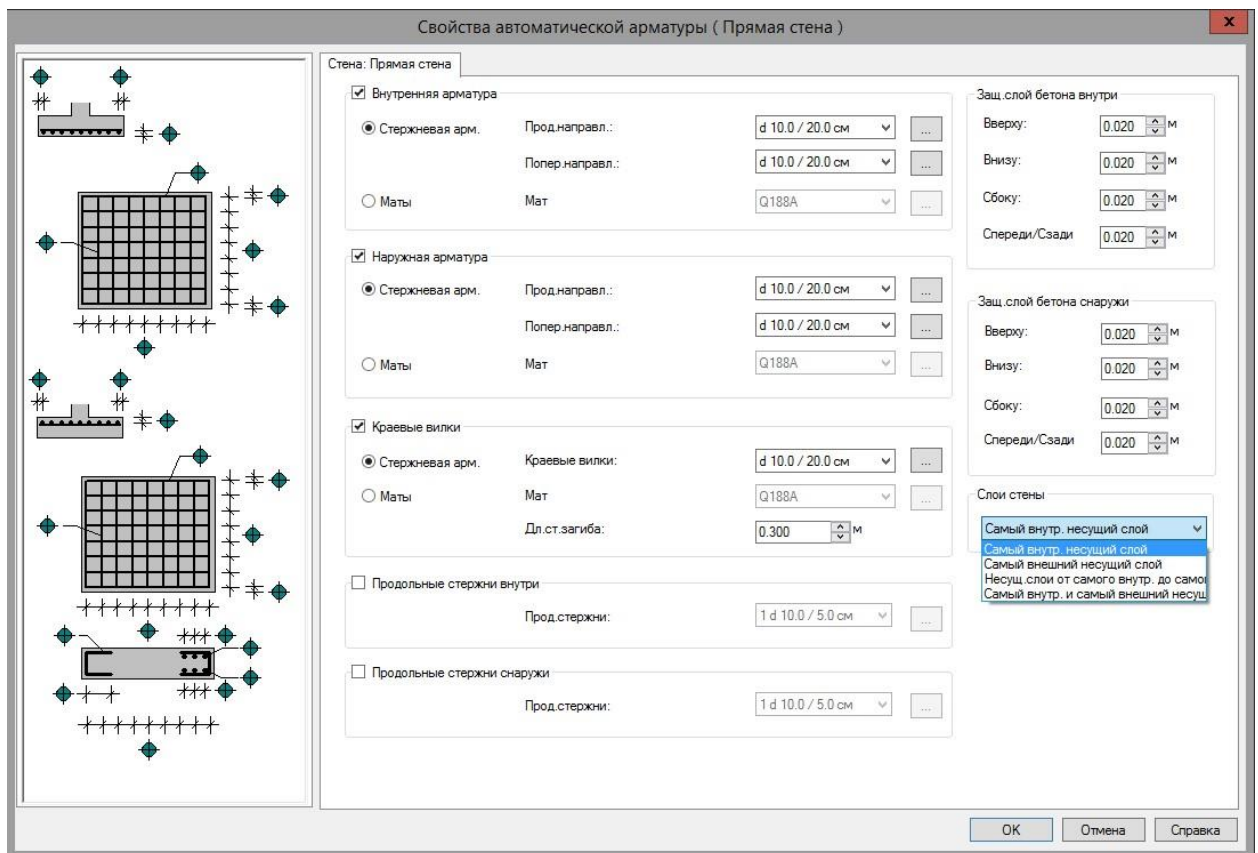 Свойства автоматической арматуры ( Прямая стена )
x
Стена: Прямая стена
Внутренняя арматура
Стержневая арм. Прод.направл.: d 10.0 / 20.0 см ...
Попер.направл.: d 10.0 / 20.0 см ...
Маты Мат Q188A ...
Наружная арматура
Стержневая арм. Прод.направл.: d 10.0 / 20.0 см ...
Попер.направл.: d 10.0 / 20.0 см ...
Маты Мат Q188A ...
Краевые вилки
Стержневая арм. Краевые вилки: d 10.0 / 20.0 см ...
Маты Мат Q188A ...
Дл.ст.загиба: 0.300 м
Продольные стержни внутри
Прод.стержни: 1 d 10.0 / 5.0 см ...
Продольные стержни снаружи
Прод.стержни: 1 d 10.0 / 5.0 см ...
Защ.слой бетона внутри
Вверху: 0.020 м
Внизу: 0.020 м
Сбоку: 0.020 м
Спереди/Сзади 0.020 м
Защ.слой бетона снаружи
Вверху: 0.020 м
Внизу: 0.020 м
Сбоку: 0.020 м
Спереди/Сзади 0.020 м
Слои стены
Самый внутр. несущий слой
Самый внутр. несущий слой
Самый внешний несущий слой
Несущ.слои от самого внутр. до само
Самый внутр. и самый внешний несущ
OK Отмена Справка